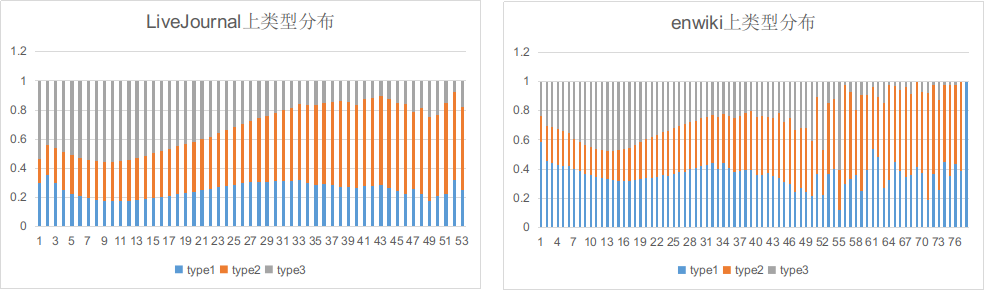 LiveJournal上类型分布
1.2
1
0.8
0.6
0.4
0.2
0
1 3 5 7 9 11 13 15 17 19 21 23 25 27 29 31 33 35 37 39 41 43 45 47 49 51 53
type1 type2 type3
enwiki上类型分布
1.2
1
0.8
0.6
0.4
0.2
0
1 4 7 10 13 16 19 22 25 28 31 34 37 40 43 46 49 52 55 58 61 64 67 70 73 76
type1 type2 type3